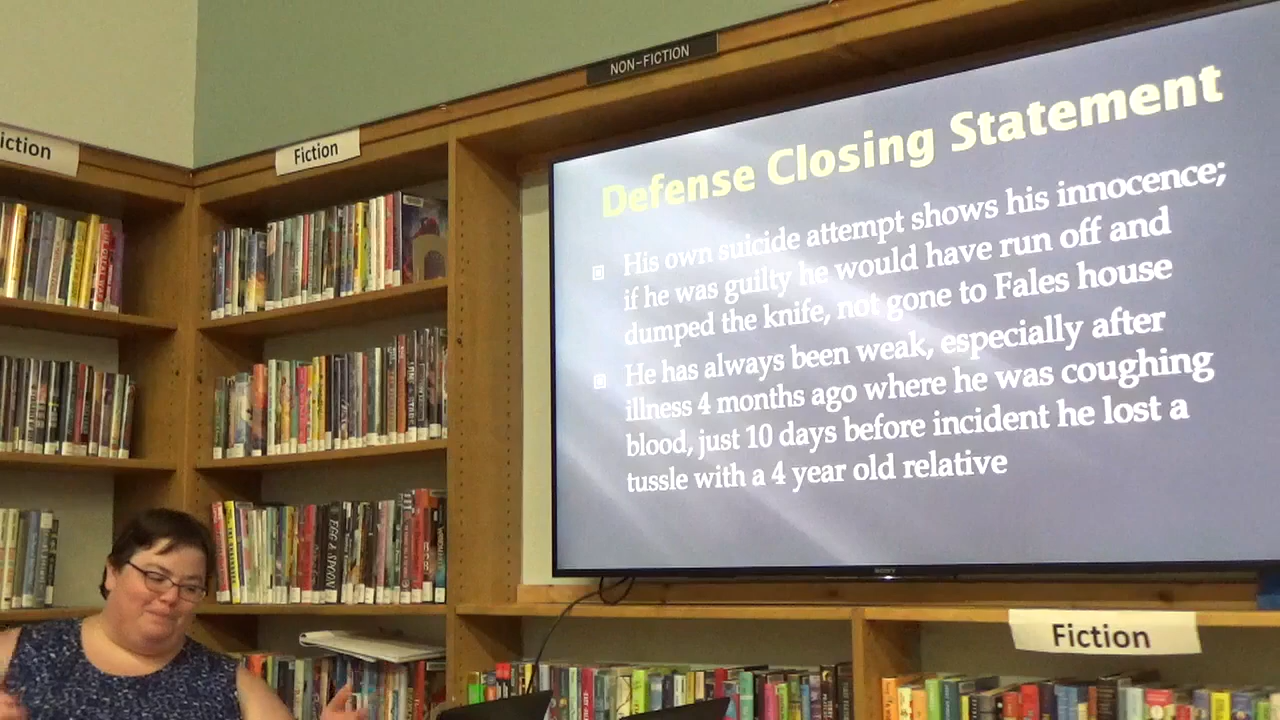 NON-FICTION
iction
Fiction
Defense Closing Statement
His own suicide attempt shows his innocence;
if he was guilty he would have run off and
dumped the knife, not gone to Fales house
He has always been weak, especially after
illness 4 months ago where he was coughing
blood, just 10 days before incident he lost a
tussle with a 4 year old relative
SONY
Fiction
EGG & SPOON